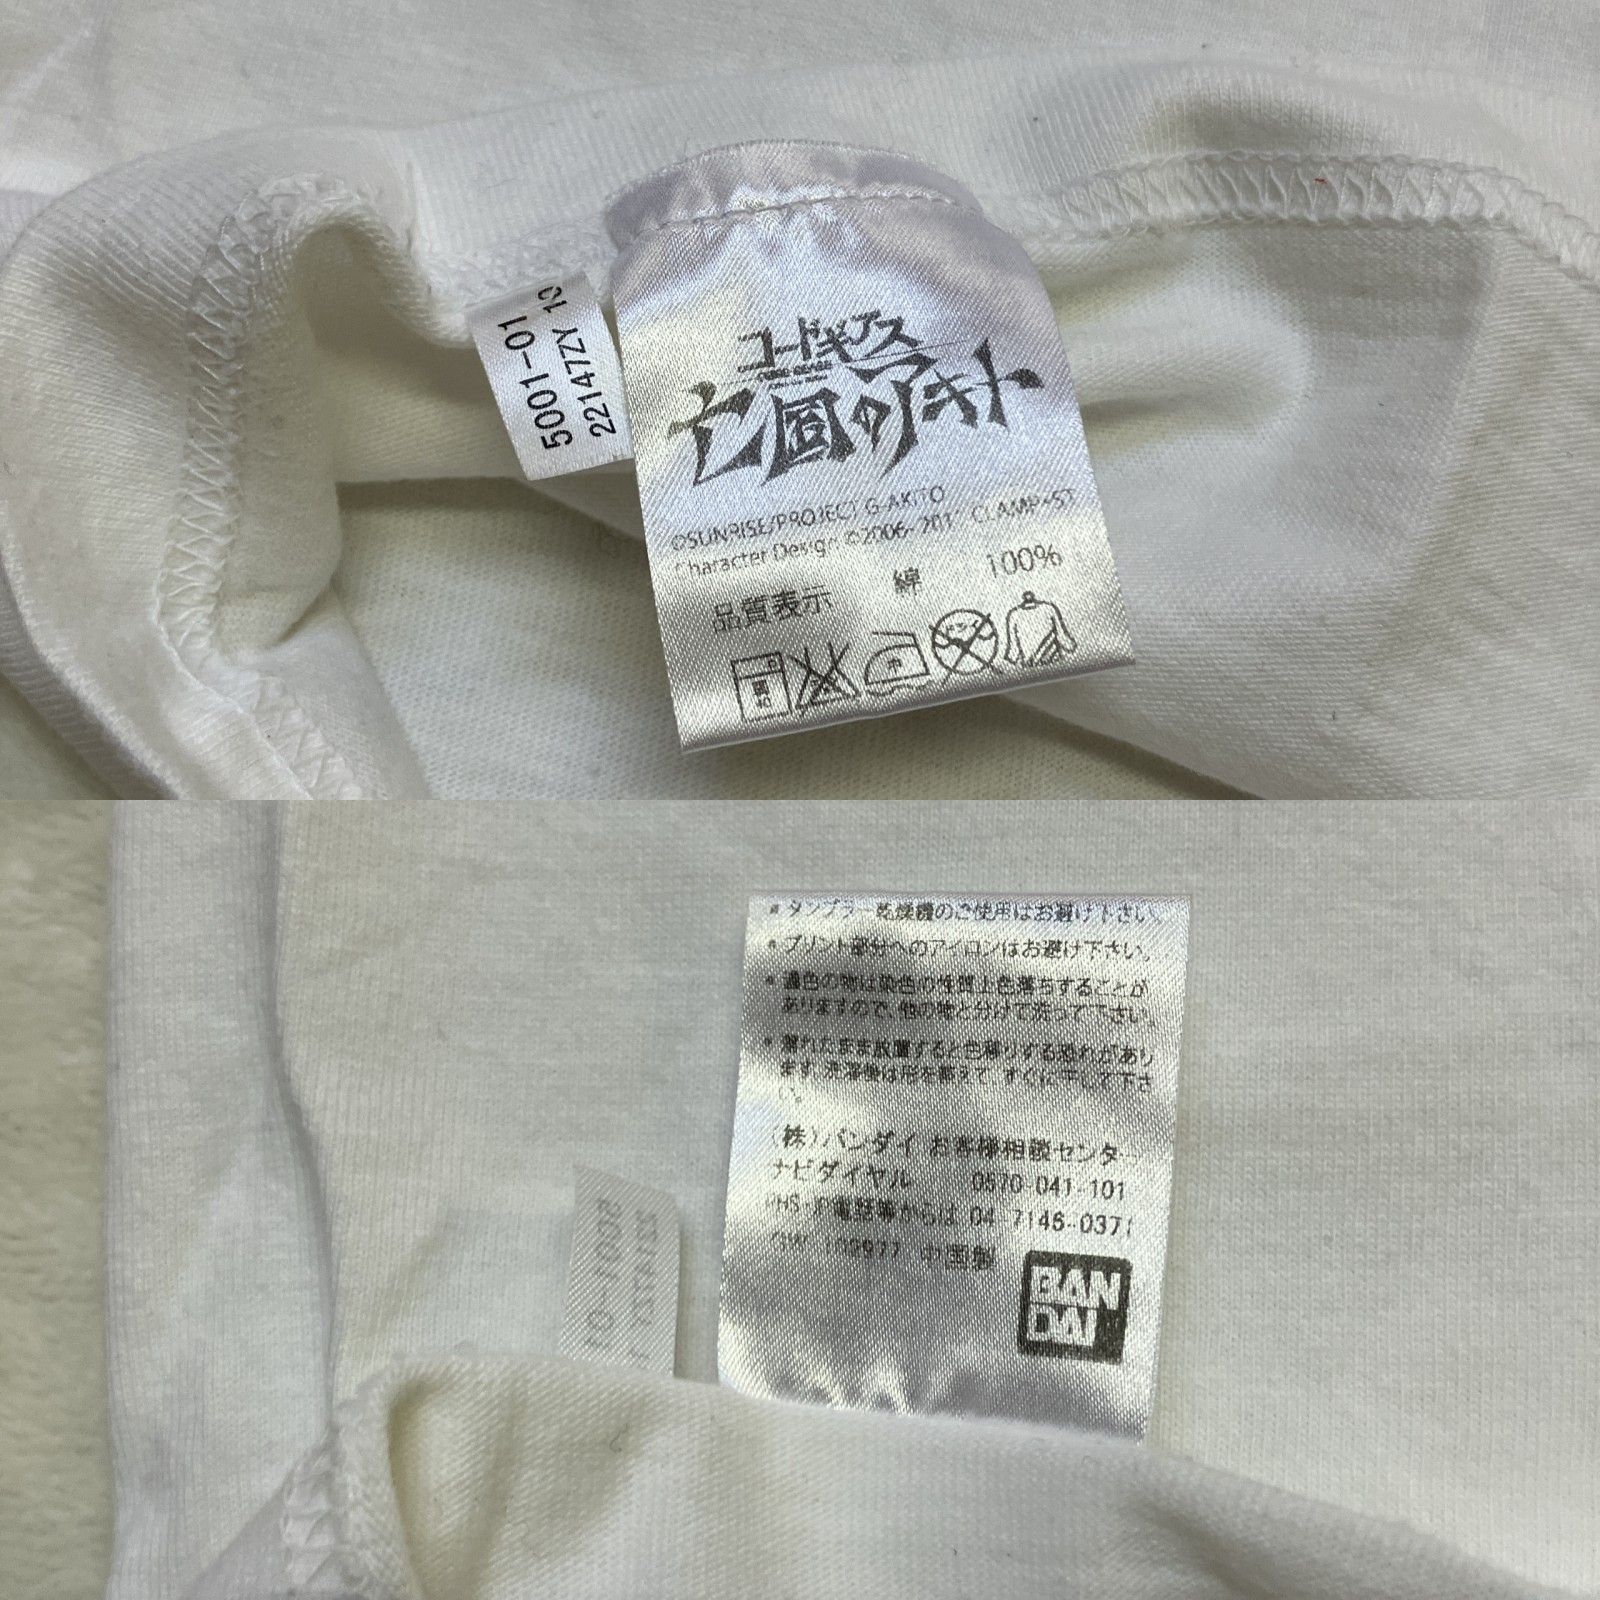 5001-01
22147ZY 10
コードギアス
亡国のアキト
©SUNRISE/PROJECT G-AKITO
Character Design ©2006-2011 CLAMP・ST
品質表示 綿 100%
中
• タンブラー乾燥機のご使用はお避け下さい。
• プリント部分へのアイロンはお避け下さい。
• 濃色の物は染色の性質上色落ちすることが
ありますので、他の物と分けて洗って下さい。
• 濡れたまま放置すると色移りする恐れがあり
ます。洗濯後は形を整えて、すぐに干して下さ
い。
(株)バンダイ お客様相談センター
ナビダイヤル 0570-041-101
PHS・IP電話等からは 04-7146-0371
中国製
BAN
DAI
5001-01